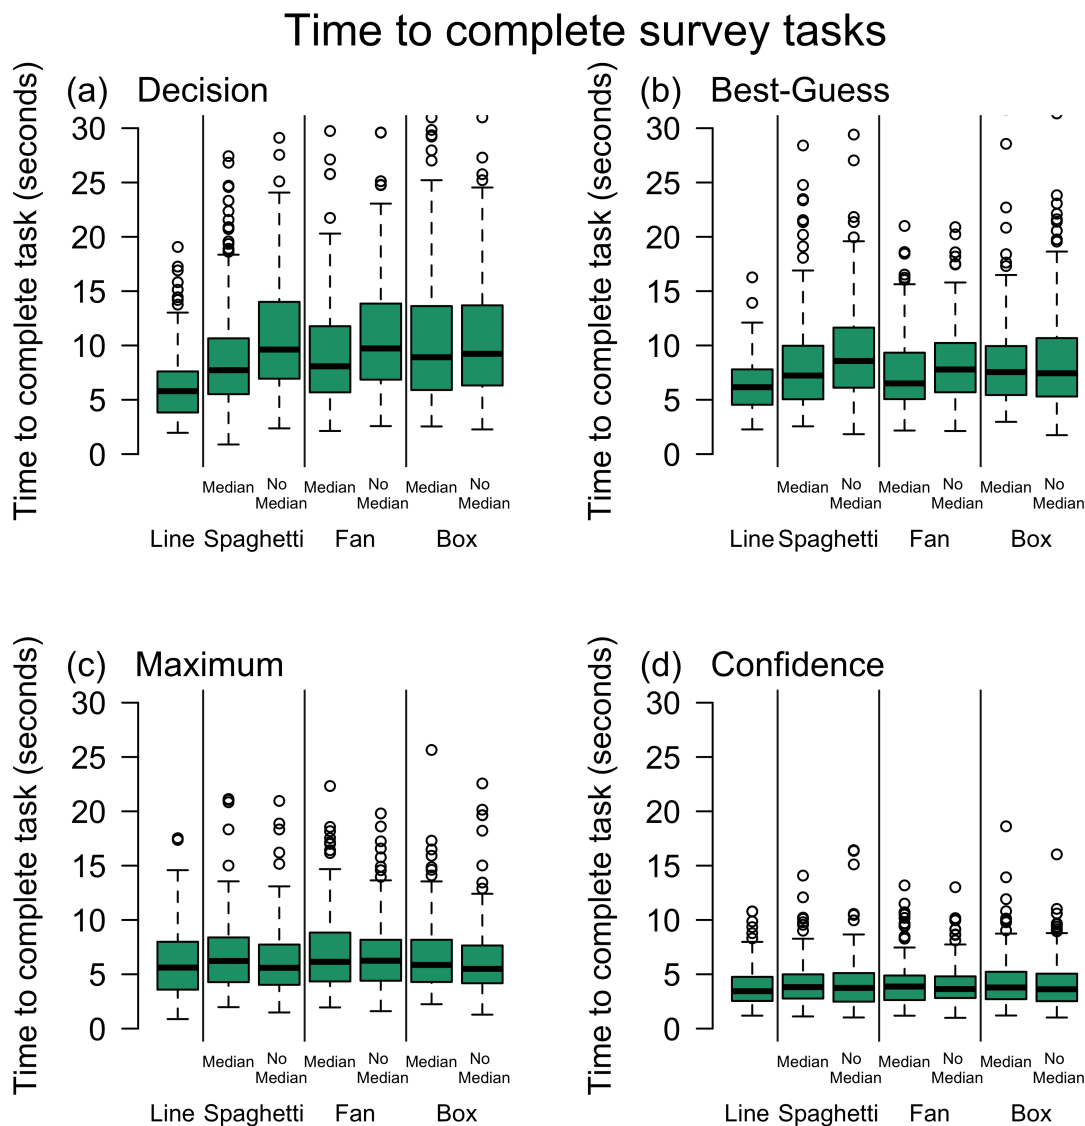 Time to complete survey tasks
(a) Decision
Time to complete task (seconds)
30
25
20
15
10
5
0
Median
No
Median
Median
No
Median
Median
No
Median
Line Spaghetti Fan Box
(b) Best-Guess
Time to complete task (seconds)
30
25
20
15
10
5
0
Median
No
Median
Median
No
Median
Median
No
Median
Line Spaghetti Fan Box
(c) Maximum
Time to complete task (seconds)
30
25
20
15
10
5
0
Median
No
Median
Median
No
Median
Median
No
Median
Line Spaghetti Fan Box
(d) Confidence
Time to complete task (seconds)
30
25
20
15
10
5
0
Median
No
Median
Median
No
Median
Median
No
Median
Line Spaghetti Fan Box